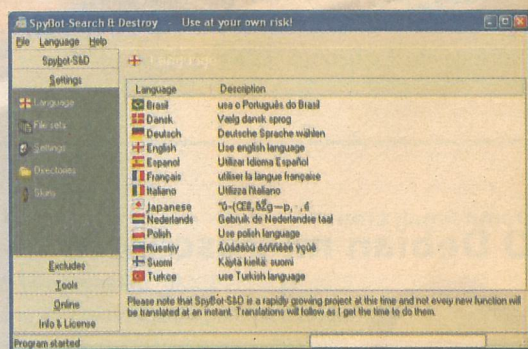 SpyBot Search & Destroy - Use at your own risk!
File Language Help
SpyBot-S&D
Settings
Language
File sets
Settings
Directories
Skins
Excludes
Tools
Online
Info & License
Language
Language Description
Brasil usa o Português do Brasil
Dansk Vælg dansk sprog
Deutsch Deutsche Sprache wählen
English Use english language
Espanol Utilizar Idioma Español
Français utiliser la langue française
Italiano Utilizza l'italiano
Japanese
Nederlands Gebruik de Nederlandse taal
Polish Use polish language
Russkiy
Suomi Käytä kieltä: suomi
Turkce use Turkish language
Please note that SpyBot-S&D is a rapidly growing project at this time and not every new function will
be translated at an instant. Translations will follow as I get the time to do them.
Program started